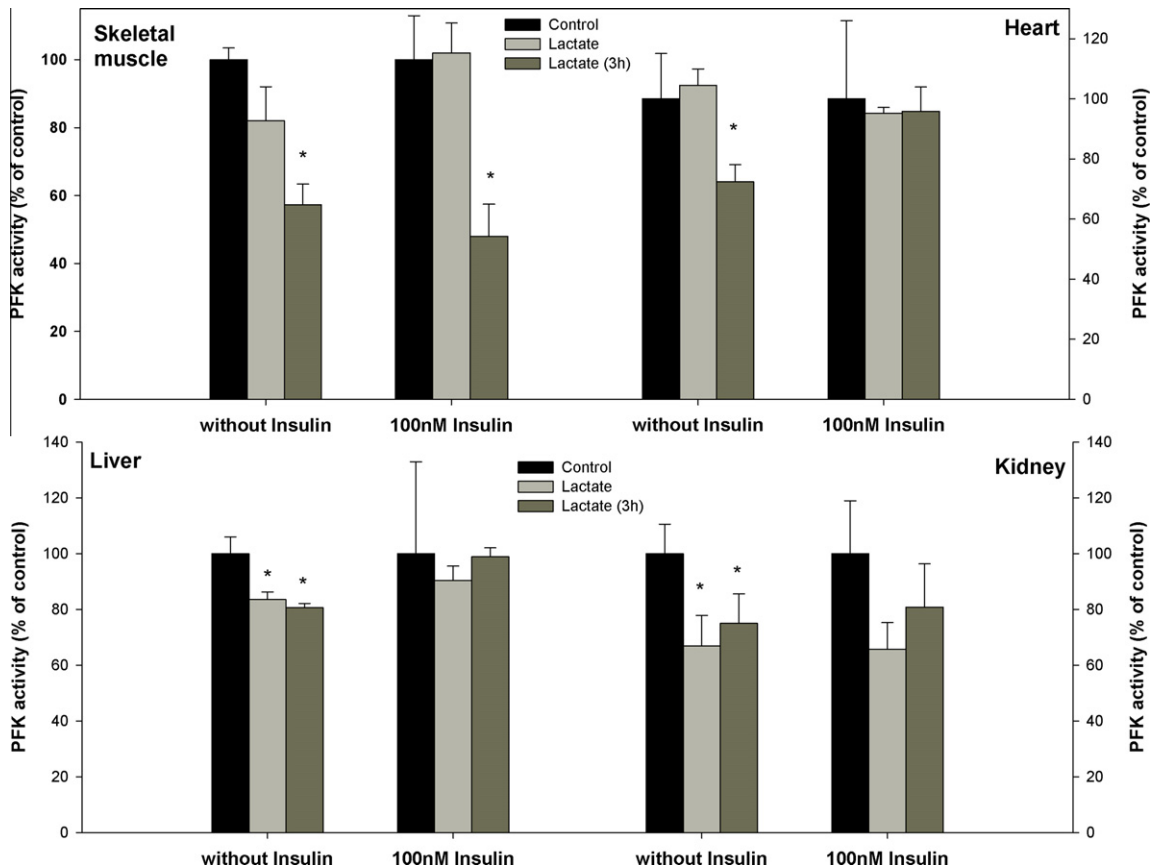 Sketetal
muscle
Control
Lactate
Lactate (3h)
Heart
PFK activity (% of control)
100
80
60
40
20
0
*
*
*
120
100
80
60
40
20
0
PFK activity (% of control)
without Insulin
100nM Insulin
without Insulin
100nM Insulin
Liver
Control
Lactate
Lactate (3h)
Kidney
PFK activity (% of control)
140
120
100
80
60
40
20
0
*
*
*
*
140
120
100
80
60
40
20
0
PFK activity (% of control)
without Insulin
100nM Insulin
without Insulin
100nM Insulin